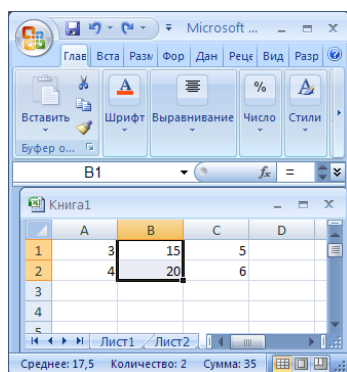 Microsoft ...
Глав Вста Разм Фор Дан Реце Вид Разр
Вставить Шрифт Выравнивание Число Стили
Буфер о...
B1 fx =
Книга1
A B C D
1 3 15 5
2 4 20 6
3
4
5
Лист1 Лист2
Среднее: 17,5 Количество: 2 Сумма: 35